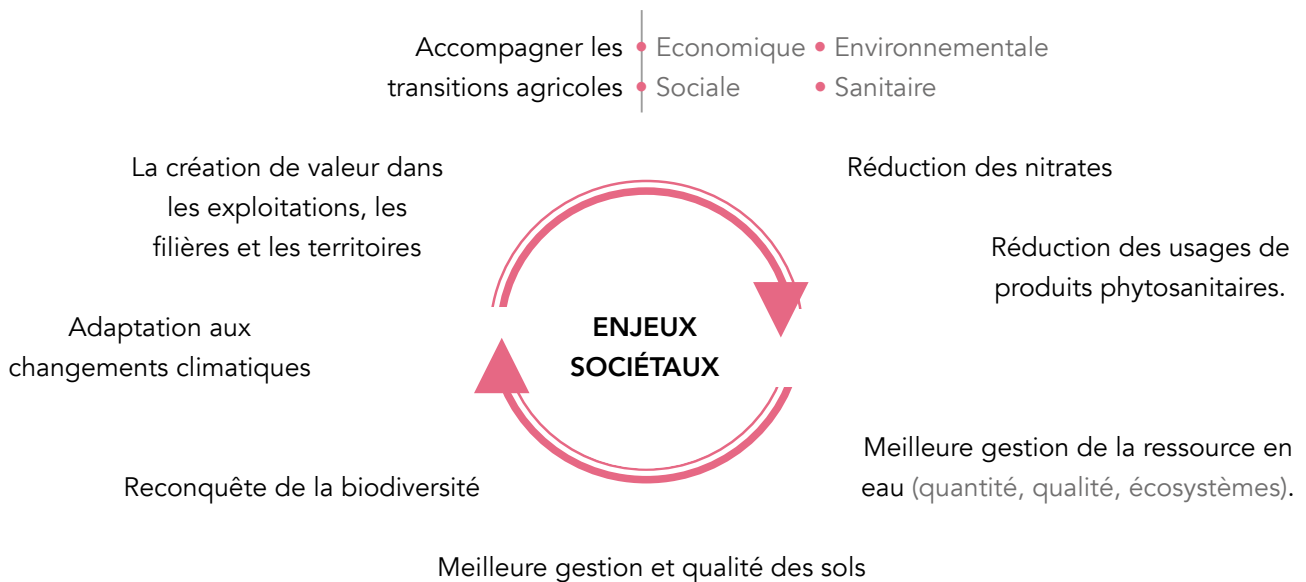 Accompagner les
transitions agricoles
• Economique • Environnementale
• Sociale • Sanitaire
La création de valeur dans
les exploitations, les
filières et les territoires
Réduction des nitrates
Réduction des usages de
produits phytosanitaires.
ENJEUX
SOCIÉTAUX
Adaptation aux
changements climatiques
Meilleure gestion de la ressource en
eau (quantité, qualité, écosystèmes).
Reconquête de la biodiversité
Meilleure gestion et qualité des sols